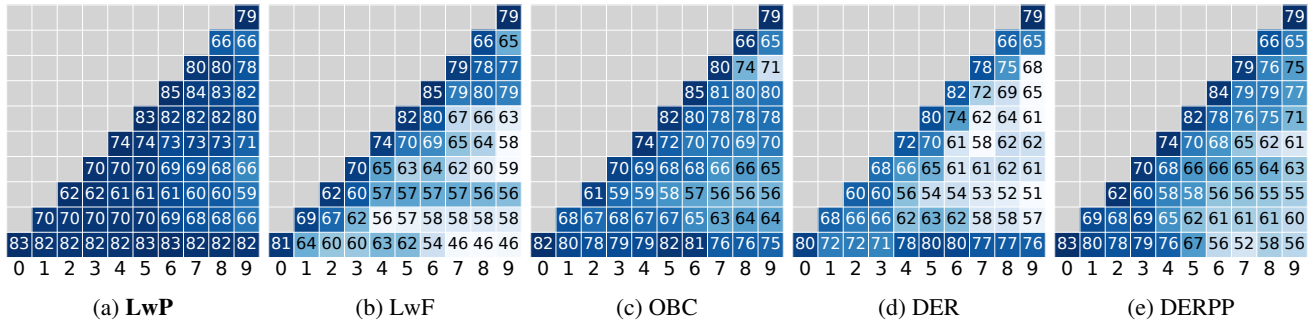 79
66 66
80 80 78
85 84 83 82
83 82 82 82 80
74 74 73 73 73 71
70 70 70 69 69 68 66
62 62 61 61 61 60 60 59
70 70 70 70 70 69 68 68 66
83 82 82 82 82 83 83 82 82 82
0 1 2 3 4 5 6 7 8 9
(a) LwP
79
66 65
79 78 77
85 79 80 79
82 80 67 66 63
74 70 69 65 64 58
70 65 63 64 62 60 59
62 60 57 57 57 57 56 56
69 67 62 56 57 58 58 58 58
81 64 60 60 63 62 54 46 46 46
0 1 2 3 4 5 6 7 8 9
(b) LwF
79
66 65
80 74 71
85 81 80 80
82 80 78 78 78
74 72 70 70 69 70
70 69 68 68 66 66 65
61 59 59 58 57 56 56 56
68 67 68 67 67 65 63 64 64
82 80 78 79 79 82 81 76 76 75
0 1 2 3 4 5 6 7 8 9
(c) OBC
79
66 65
78 75 68
82 72 69 65
80 74 62 64 61
72 70 61 58 62 62
68 66 65 61 61 62 61
60 60 56 54 54 53 52 51
68 66 66 62 63 62 58 58 57
80 72 72 71 78 80 80 77 77 76
0 1 2 3 4 5 6 7 8 9
(d) DER
79
66 65
79 76 75
84 79 79 77
82 78 76 75 71
74 70 68 65 62 61
70 68 66 66 65 64 63
62 60 58 58 56 56 55 55
69 68 69 65 62 61 61 61 60
83 80 78 79 76 67 56 52 58 56
0 1 2 3 4 5 6 7 8 9
(e) DERPP